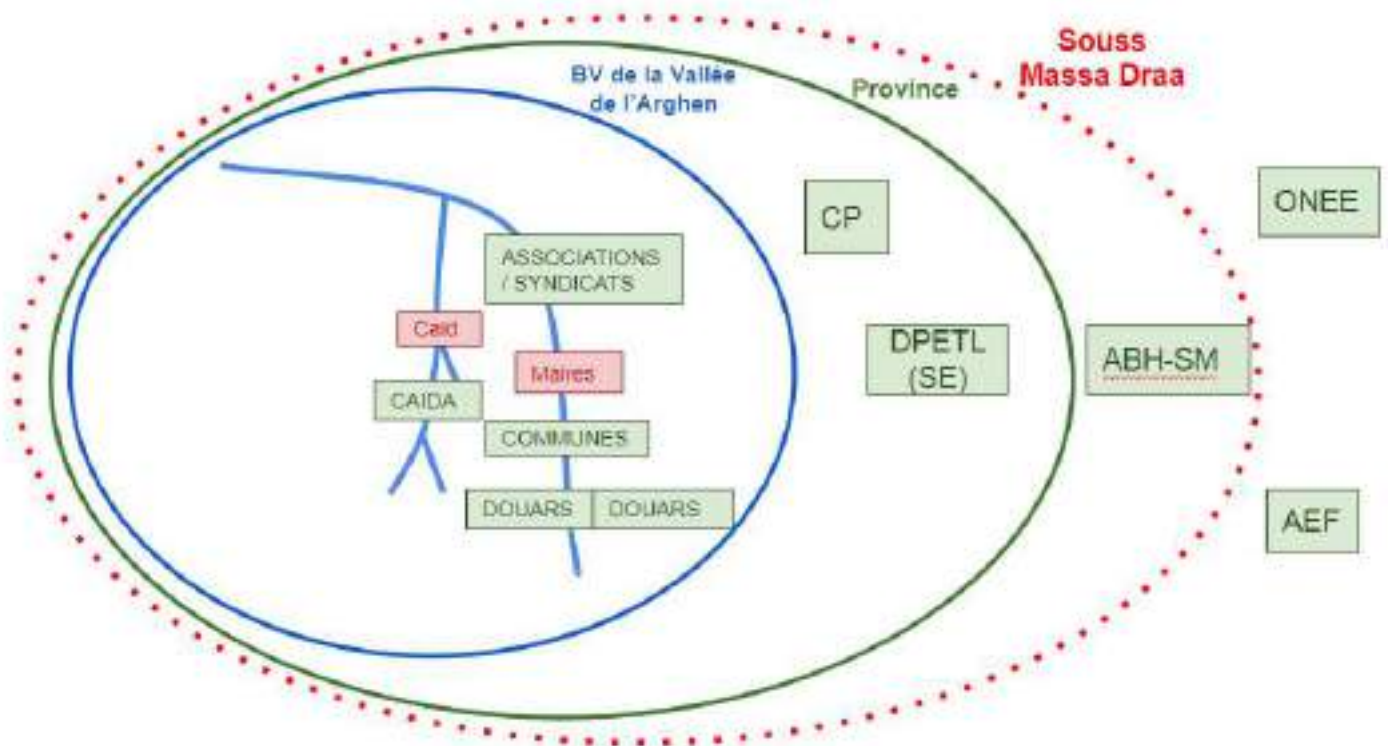 Souss
Massa Draa
BV de la Vallée
de l'Arghen
Province
CP
ONEE
ASSOCIATIONS
/ SYNDICATS
Caid
Maires
DPETL
(SE)
ABH-SM
CAIDA
COMMUNES
DOUARS
DOUARS
AEF